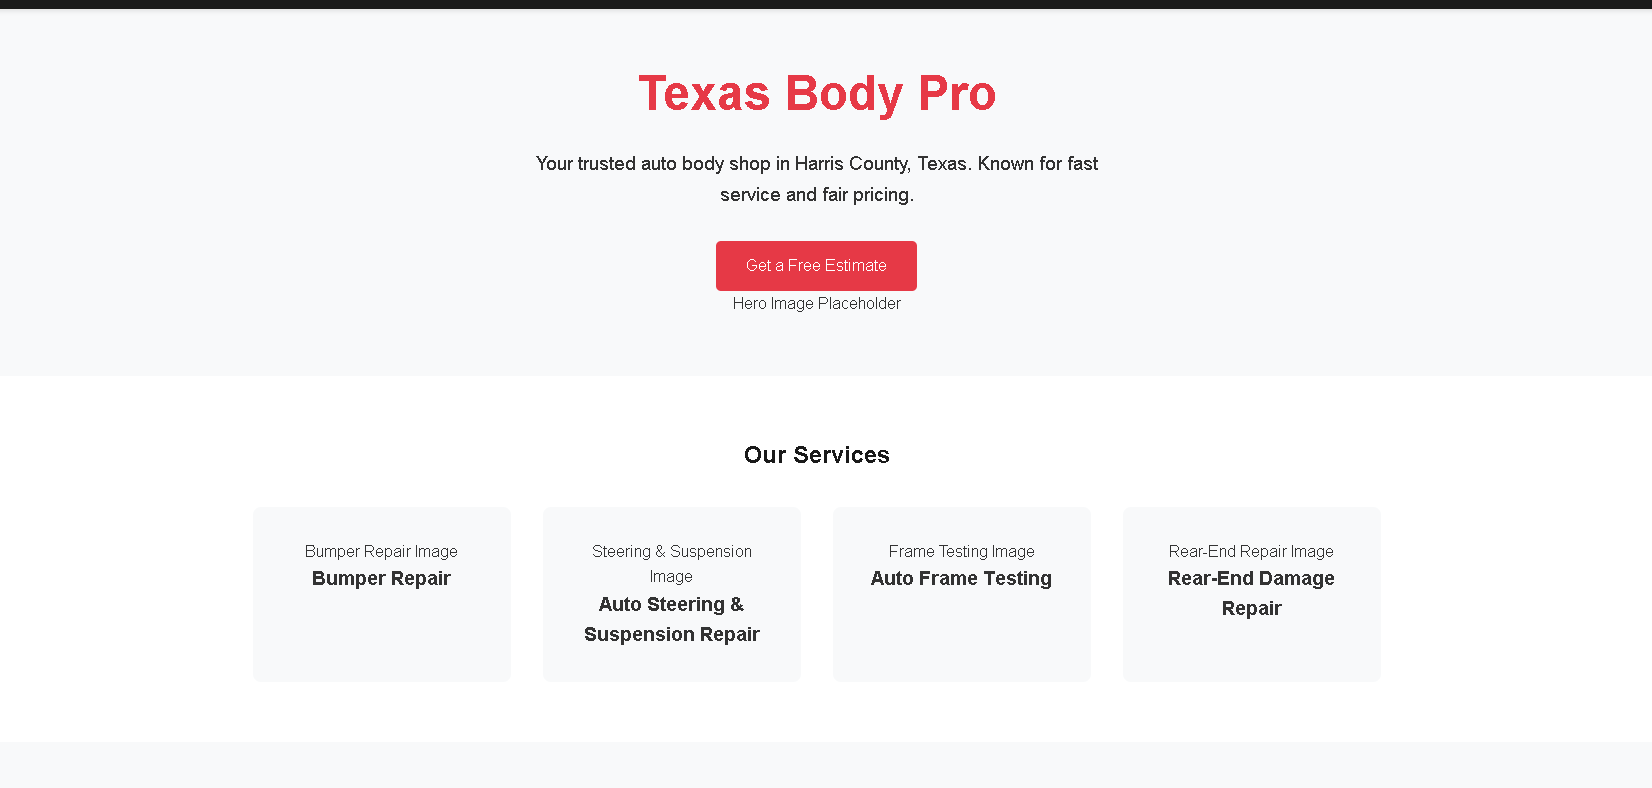 Texas Body Pro
Your trusted auto body shop in Harris County, Texas. Known for fast
service and fair pricing.
Get a Free Estimate
Hero Image Placeholder
Our Services
Bumper Repair Image
Bumper Repair
Steering & Suspension
Image
Auto Steering &
Suspension Repair
Frame Testing Image
Auto Frame Testing
Rear-End Repair Image
Rear-End Damage
Repair